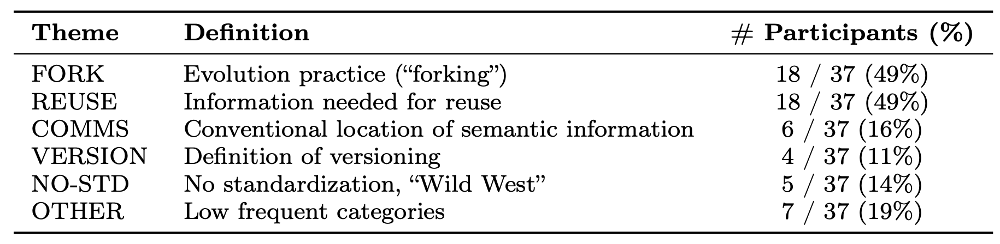 Theme Definition # Participants (%)
FORK Evolution practice (“forking”) 18 / 37 (49%)
REUSE Information needed for reuse 18 / 37 (49%)
COMMS Conventional location of semantic information 6 / 37 (16%)
VERSION Definition of versioning 4 / 37 (11%)
NO-STD No standardization, “Wild West” 5 / 37 (14%)
OTHER Low frequent categories 7 / 37 (19%)